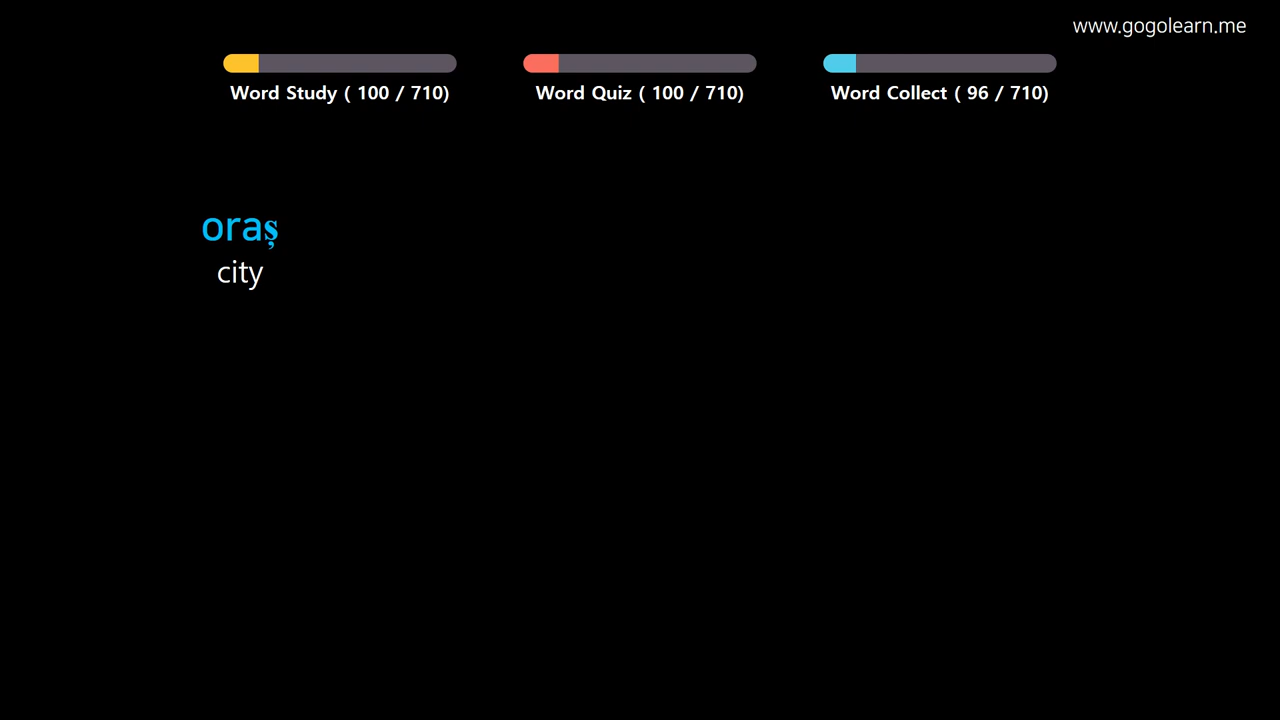 www.gogolearn.me
Word Study ( 100 / 710)
Word Quiz ( 100 / 710)
Word Collect ( 96 / 710)
oraș
city